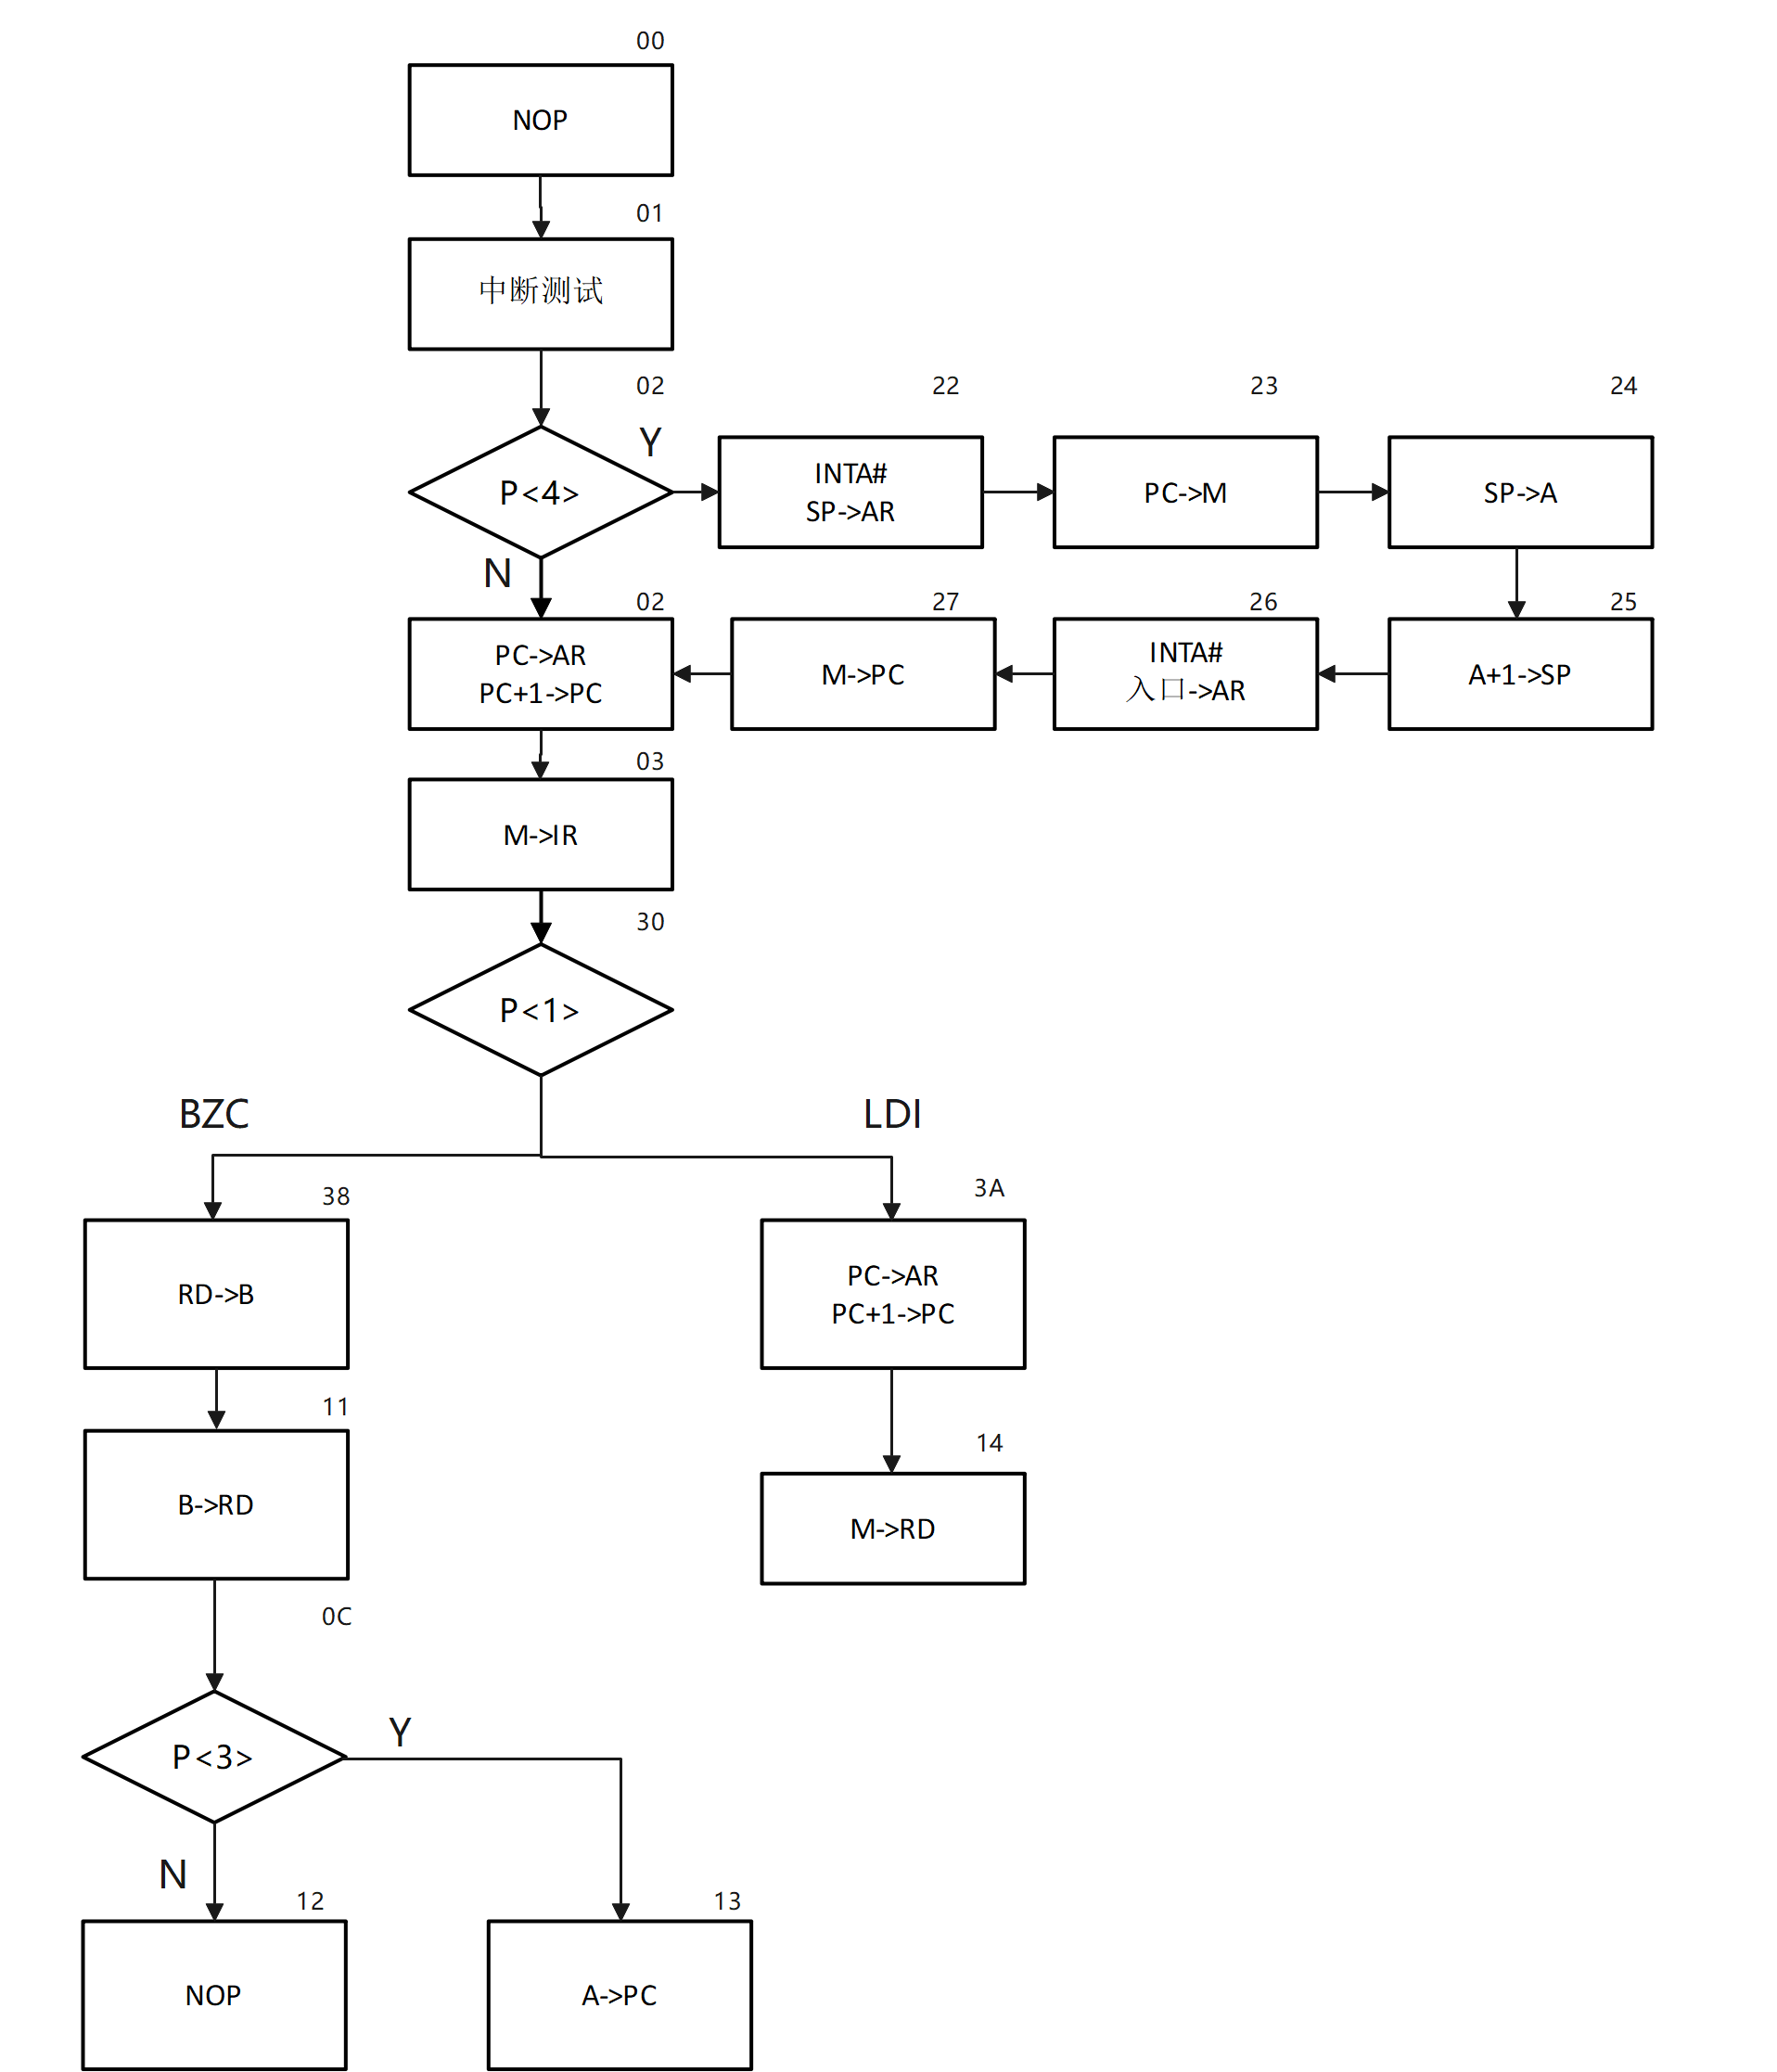 00
NOP
01
中断测试
02
P<4>
Y
22
INTA#
SP->AR
23
PC->M
24
SP->A
N
02
PC->AR
PC+1->PC
27
M->PC
26
INTA#
入口->AR
25
A+1->SP
03
M->IR
30
P<1>
BZC
LDI
38
RD->B
3A
PC->AR
PC+1->PC
11
B->RD
14
M->RD
0C
P<3>
Y
N
12
NOP
13
A->PC